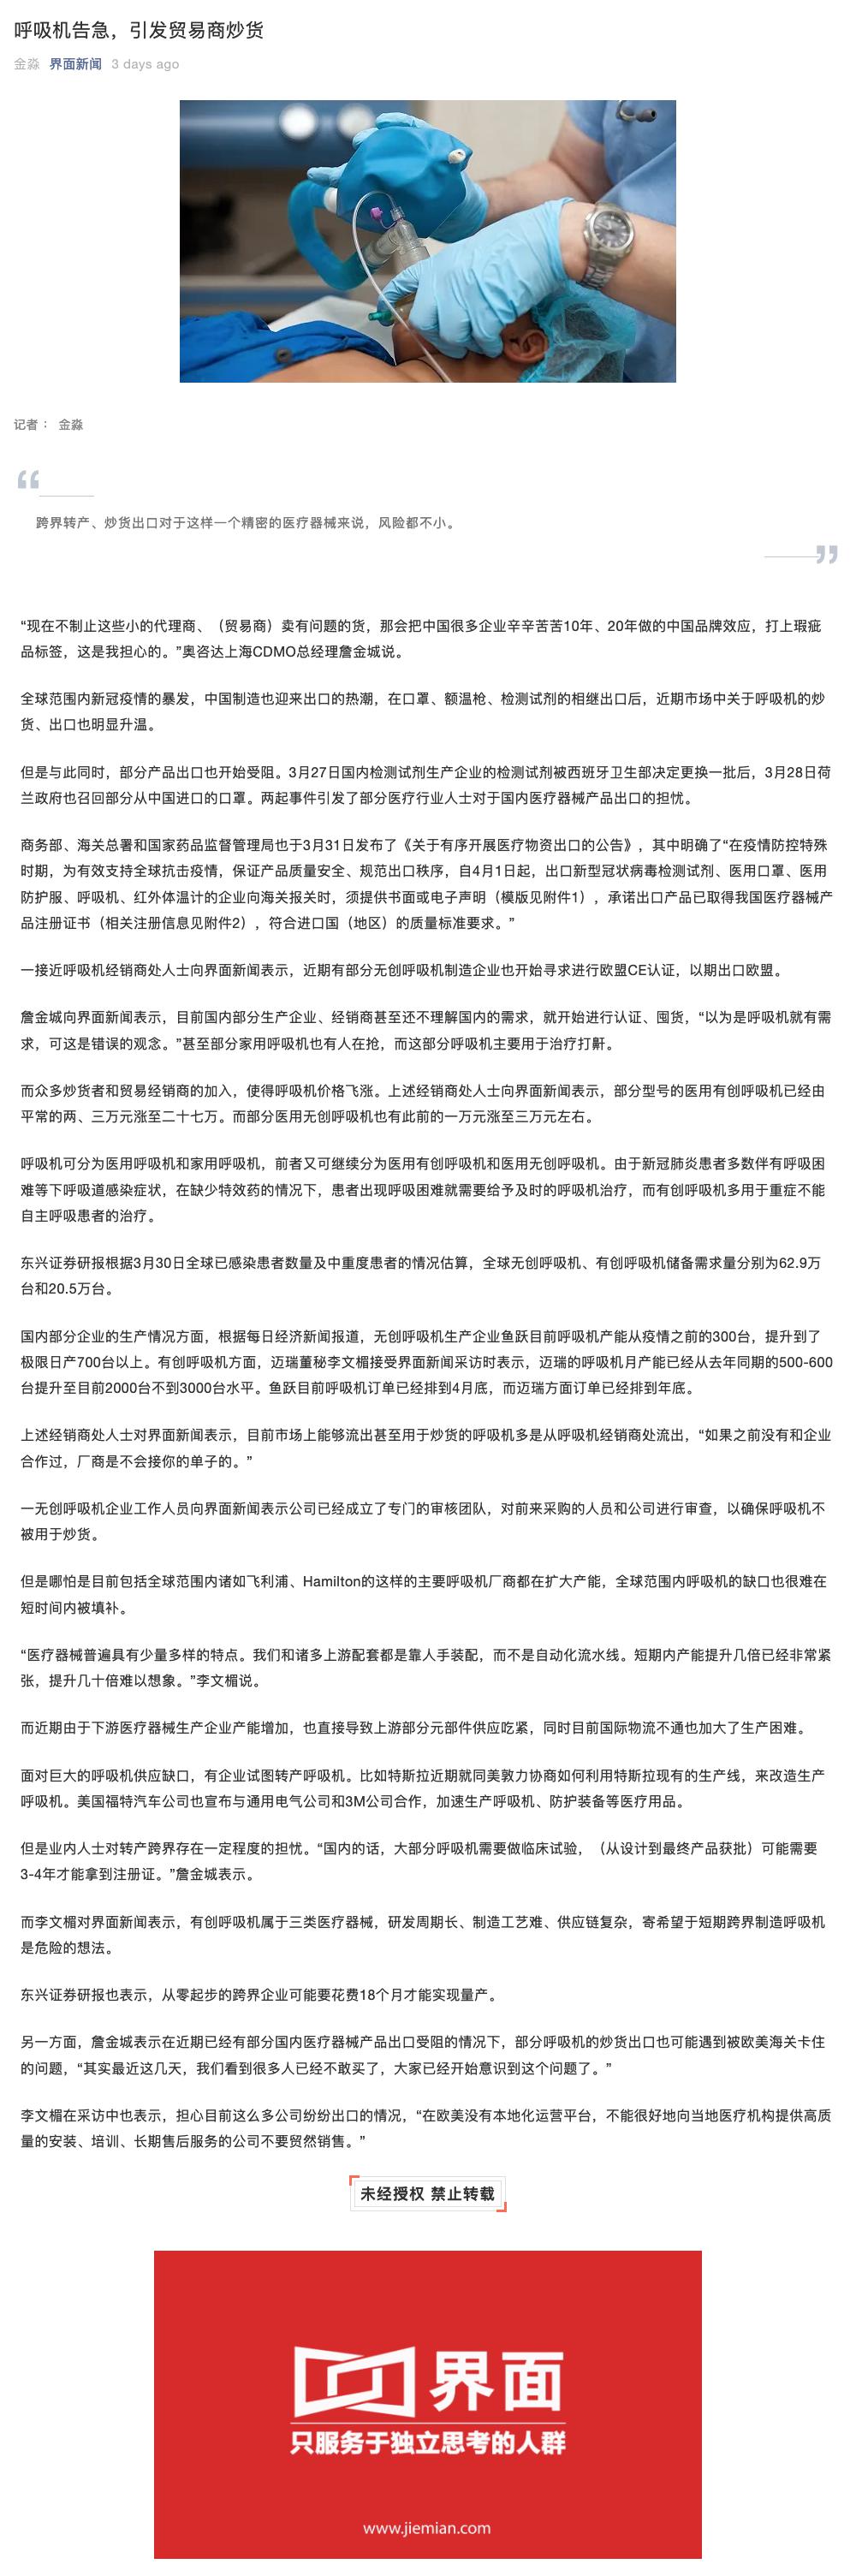 呼吸机告急，引发贸易商炒货
金淼 界面新闻 3 days ago
记者： 金淼
“
跨界转产、炒货出口对于这样一个精密的医疗器械来说，风险都不小。
”
“现在不制止这些小的代理商、（贸易商）卖有问题的货，那会把中国很多企业辛辛苦苦10年、20年做的中国品牌效应，打上瑕疵
品标签，这是我担心的。”奥咨达上海CDMO总经理詹金城说。
全球范围内新冠疫情的暴发，中国制造也迎来出口的热潮，在口罩、额温枪、检测试剂的相继出口后，近期市场中关于呼吸机的炒
货、出口也明显升温。
但是与此同时，部分产品出口也开始受阻。3月27日国内检测试剂生产企业的检测试剂被西班牙卫生部决定更换一批后，3月28日荷
兰政府也召回部分从中国进口的口罩。两起事件引发了部分医疗行业人士对于国内医疗器械产品出口的担忧。
商务部、海关总署和国家药品监督管理局也于3月31日发布了《关于有序开展医疗物资出口的公告》，其中明确了“在疫情防控特殊
时期，为有效支持全球抗击疫情，保证产品质量安全、规范出口秩序，自4月1日起，出口新型冠状病毒检测试剂、医用口罩、医用
防护服、呼吸机、红外体温计的企业向海关报关时，须提供书面或电子声明（模版见附件1），承诺出口产品已取得我国医疗器械产
品注册证书（相关注册信息见附件2），符合进口国（地区）的质量标准要求。”
一接近呼吸机经销商处人士向界面新闻表示，近期有部分无创呼吸机制造企业也开始寻求进行欧盟CE认证，以期出口欧盟。
詹金城向界面新闻表示，目前国内部分生产企业、经销商甚至还不理解国内的需求，就开始进行认证、囤货，“以为是呼吸机就有需
求，可这是错误的观念。”甚至部分家用呼吸机也有人在抢，而这部分呼吸机主要用于治疗打鼾。
而众多炒货者和贸易经销商的加入，使得呼吸机价格飞涨。上述经销商处人士向界面新闻表示，部分型号的医用有创呼吸机已经由
平常的两、三万元涨至二十七万。而部分医用无创呼吸机也有此前的一万元涨至三万元左右。
呼吸机可分为医用呼吸机和家用呼吸机，前者又可继续分为医用有创呼吸机和医用无创呼吸机。由于新冠肺炎患者多数伴有呼吸困
难等下呼吸道感染症状，在缺少特效药的情况下，患者出现呼吸困难就需要给予及时的呼吸机治疗，而有创呼吸机多用于重症不能
自主呼吸患者的治疗。
东兴证券研报根据3月30日全球已感染患者数量及中重度患者的情况估算，全球无创呼吸机、有创呼吸机储备需求量分别为62.9万
台和20.5万台。
国内部分企业的生产情况方面，根据每日经济新闻报道，无创呼吸机生产企业鱼跃目前呼吸机产能从疫情之前的300台，提升到了
极限日产700台以上。有创呼吸机方面，迈瑞董秘李文楣接受界面新闻采访时表示，迈瑞的呼吸机月产能已经从去年同期的500-600
台提升至目前2000台不到3000台水平。鱼跃目前呼吸机订单已经排到4月底，而迈瑞方面订单已经排到年底。
上述经销商处人士对界面新闻表示，目前市场上能够流出甚至用于炒货的呼吸机多是从呼吸机经销商处流出，“如果之前没有和企业
合作过，厂商是不会接你的单子的。”
一无创呼吸机企业工作人员向界面新闻表示公司已经成立了专门的审核团队，对前来采购的人员和公司进行审查，以确保呼吸机不
被用于炒货。
但是哪怕是目前包括全球范围内诸如飞利浦、Hamilton的这样的主要呼吸机厂商都在扩大产能，全球范围内呼吸机的缺口也很难在
短时间内被填补。
“医疗器械普遍具有少量多样的特点。我们和诸多上游配套都是靠人手装配，而不是自动化流水线。短期内产能提升几倍已经非常紧
张，提升几十倍难以想象。”李文楣说。
而近期由于下游医疗器械生产企业产能增加，也直接导致上游部分元部件供应吃紧，同时目前国际物流不通也加大了生产困难。
面对巨大的呼吸机供应缺口，有企业试图转产呼吸机。比如特斯拉近期就同美敦力协商如何利用特斯拉现有的生产线，来改造生产
呼吸机。美国福特汽车公司也宣布与通用电气公司和3M公司合作，加速生产呼吸机、防护装备等医疗用品。
但是业内人士对转产跨界存在一定程度的担忧。“国内的话，大部分呼吸机需要做临床试验，（从设计到最终产品获批）可能需要
3-4年才能拿到注册证。”詹金城表示。
而李文楣对界面新闻表示，有创呼吸机属于三类医疗器械，研发周期长、制造工艺难、供应链复杂，寄希望于短期跨界制造呼吸机
是危险的想法。
东兴证券研报也表示，从零起步的跨界企业可能要花费18个月才能实现量产。
另一方面，詹金城表示在近期已经有部分国内医疗器械产品出口受阻的情况下，部分呼吸机的炒货出口也可能遇到被欧美海关卡住
的问题，“其实最近这几天，我们看到很多人已经不敢买了，大家已经开始意识到这个问题了。”
李文楣在采访中也表示，担心目前这么多公司纷纷出口的情况，“在欧美没有本地化运营平台，不能很好地向当地医疗机构提供高质
量的安装、培训、长期售后服务的公司不要贸然销售。”
未经授权 禁止转载
界面
只服务于独立思考的人群
www.jiemian.com